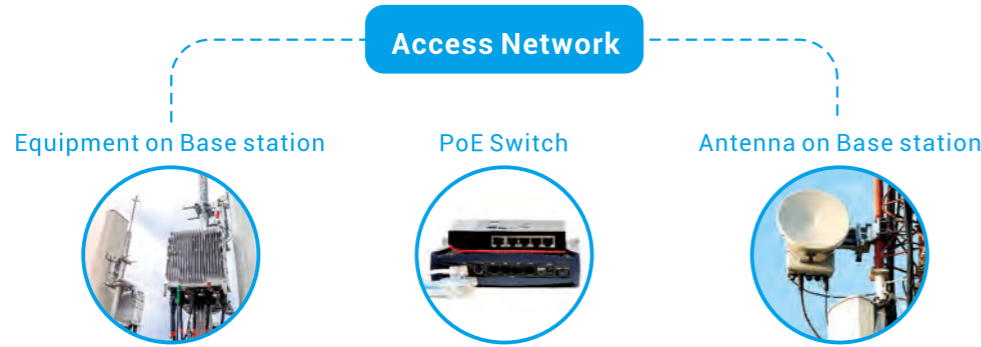 Access Network
Equipment on Base station
PoE Switch
Antenna on Base station